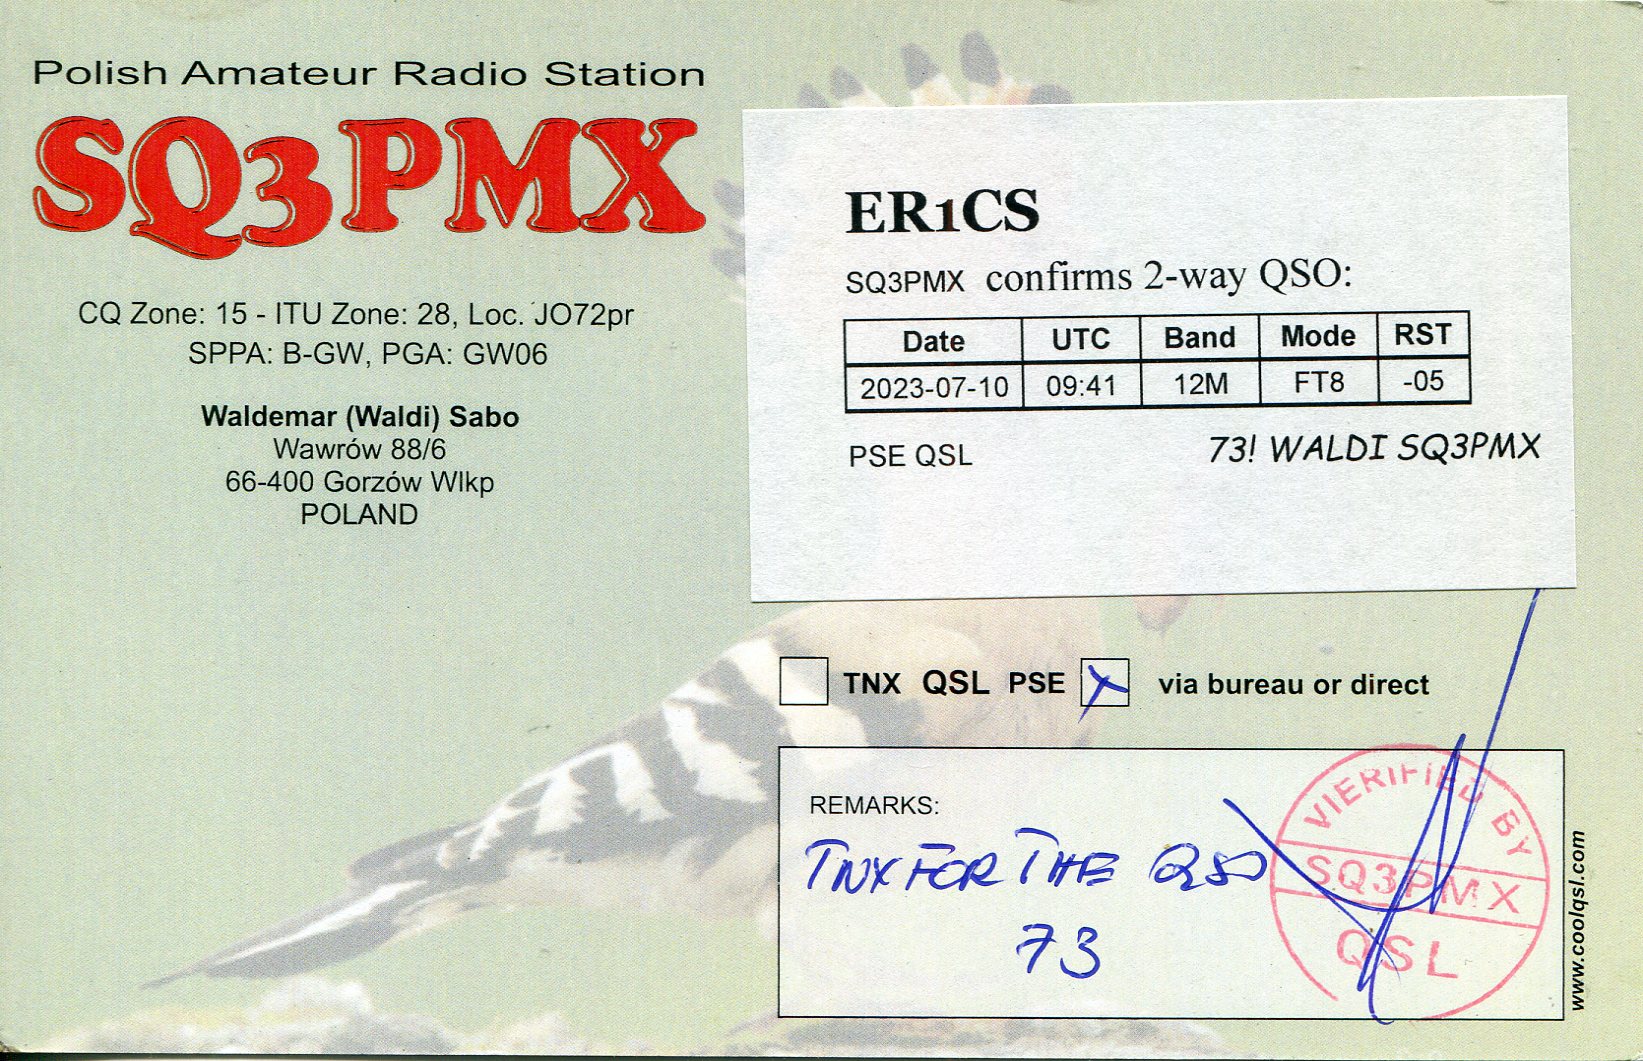 Polish Amateur Radio Station
SQ3PMX
CQ Zone: 15 - ITU Zone: 28, Loc. JO72pr
SPPA: B-GW, PGA: GW06
Waldemar (Waldi) Sabo
Wawrów 88/6
66-400 Gorzów Wlkp
POLAND
ER1CS
SQ3PMX confirms 2-way QSO:
Date UTC Band Mode RST
2023-07-10 09:41 12M FT8 -05
PSE QSL 73! WALDI SQ3PMX
TNX QSL PSE X via bureau or direct
REMARKS:
TNX FOR THE QSO
73
VIERIFIED BY
SQ3PMX
QSL
www.coolqsl.com